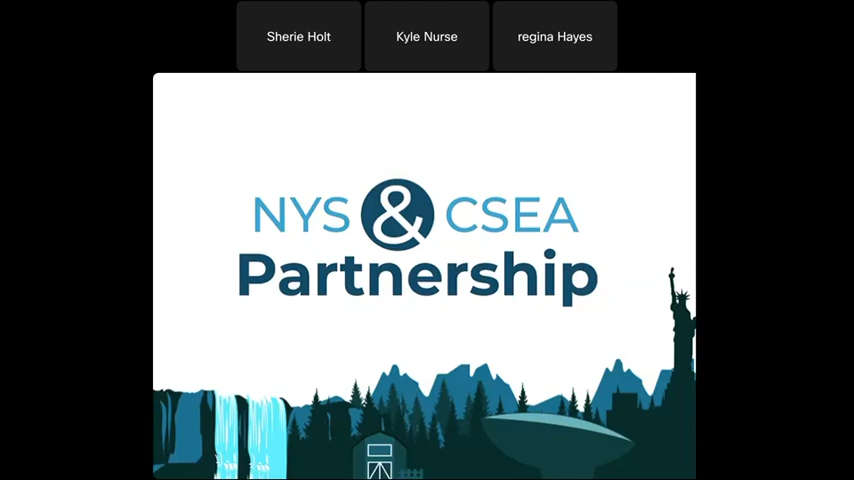 Sherie Holt
Kyle Nurse
regina Hayes
NYS & CSEA
Partnership